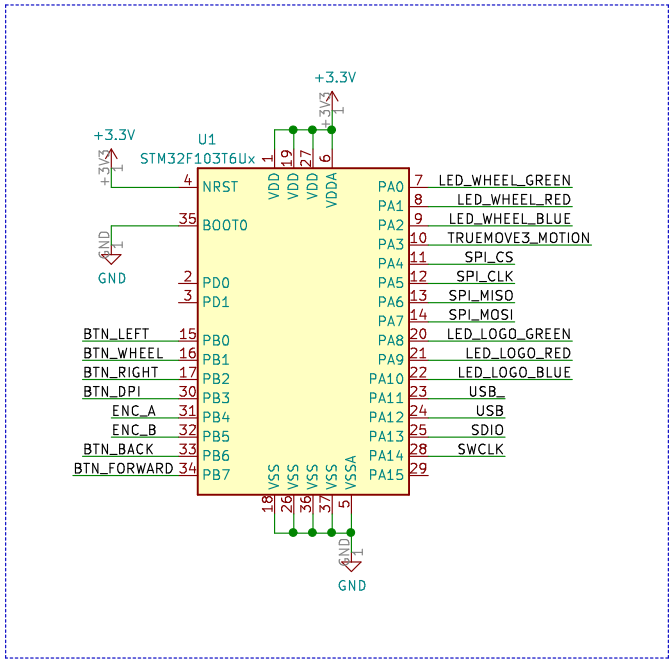 +3.3V
+3V3
1
+3.3V
+3V3
1
U1
STM32F103T6Ux
1
19
27
6
VDD
VDD
VDD
VDDA
4 NRST
35 BOOT0
GND
1
GND
2 PD0
3 PD1
BTN_LEFT 15 PB0
BTN_WHEEL 16 PB1
BTN_RIGHT 17 PB2
BTN_DPI 30 PB3
ENC_A 31 PB4
ENC_B 32 PB5
BTN_BACK 33 PB6
BTN_FORWARD 34 PB7
PA0 7 LED_WHEEL_GREEN
PA1 8 LED_WHEEL_RED
PA2 9 LED_WHEEL_BLUE
PA3 10 TRUEMOVE3_MOTION
PA4 11 SPI_CS
PA5 12 SPI_CLK
PA6 13 SPI_MISO
PA7 14 SPI_MOSI
PA8 20 LED_LOGO_GREEN
PA9 21 LED_LOGO_RED
PA10 22 LED_LOGO_BLUE
PA11 23 USB_
PA12 24 USB
PA13 25 SDIO
PA14 28 SWCLK
PA15 29
VSS
VSS
VSS
VSS
VSSA
18
26
36
37
5
GND
1
GND